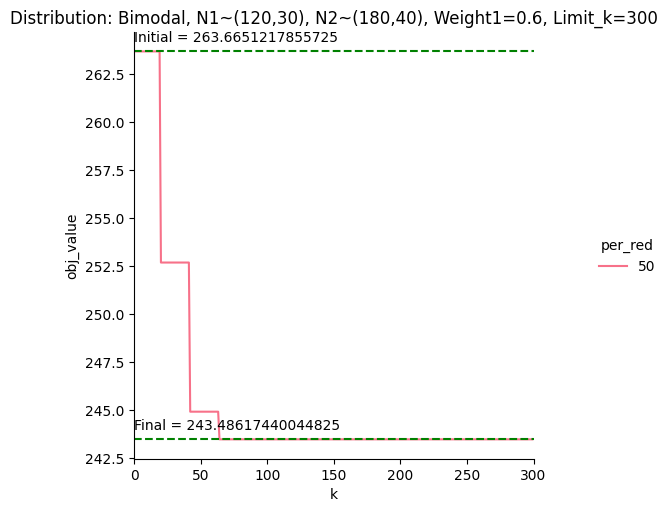 Distribution: Bimodal, N1~(120,30), N2~(180,40), Weight1=0.6, Limit_k=300
Initial = 263.6651217855725
262.5
260.0
257.5
255.0
252.5
250.0
247.5
245.0
242.5
obj_value
Final = 243.48617440044825
0
50
100
150
200
250
300
k
per_red
50